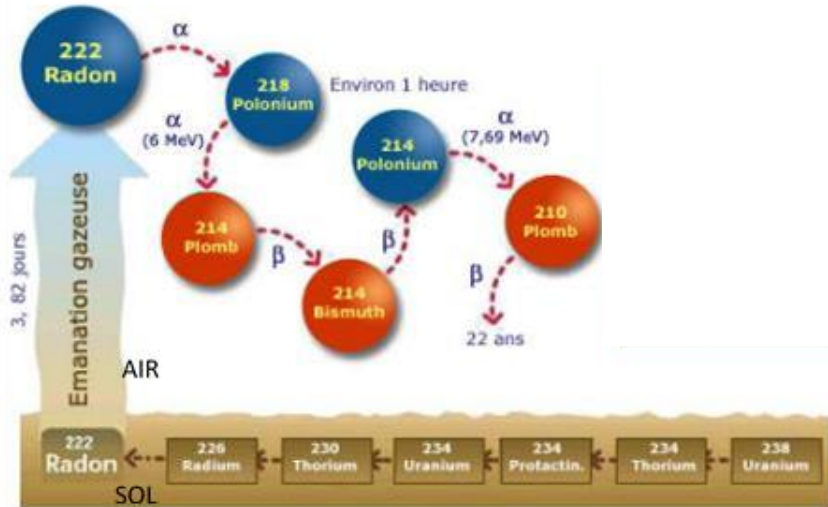 222
Radon
α
218
Polonium
Environ 1 heure
α
(6 MeV)
214
Polonium
α
(7,69 MeV)
214
Plomb
β
214
Bismuth
β
210
Plomb
β
22 ans
3, 82 jours
Emanation gazeuse
AIR
222
Radon
226
Radium
230
Thorium
234
Uranium
234
Protactin.
234
Thorium
238
Uranium
SOL